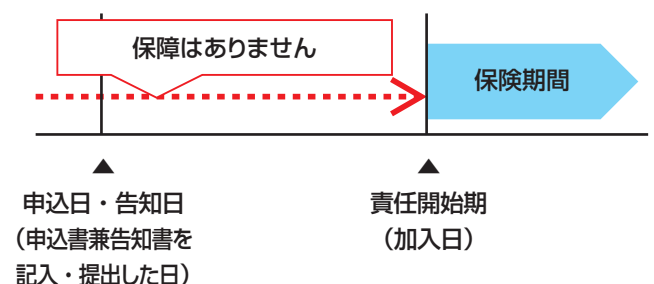 保障はありません
保険期間
▲
申込日・告知日
（申込書兼告知書を
記入・提出した日）
▲
責任開始期
（加入日）